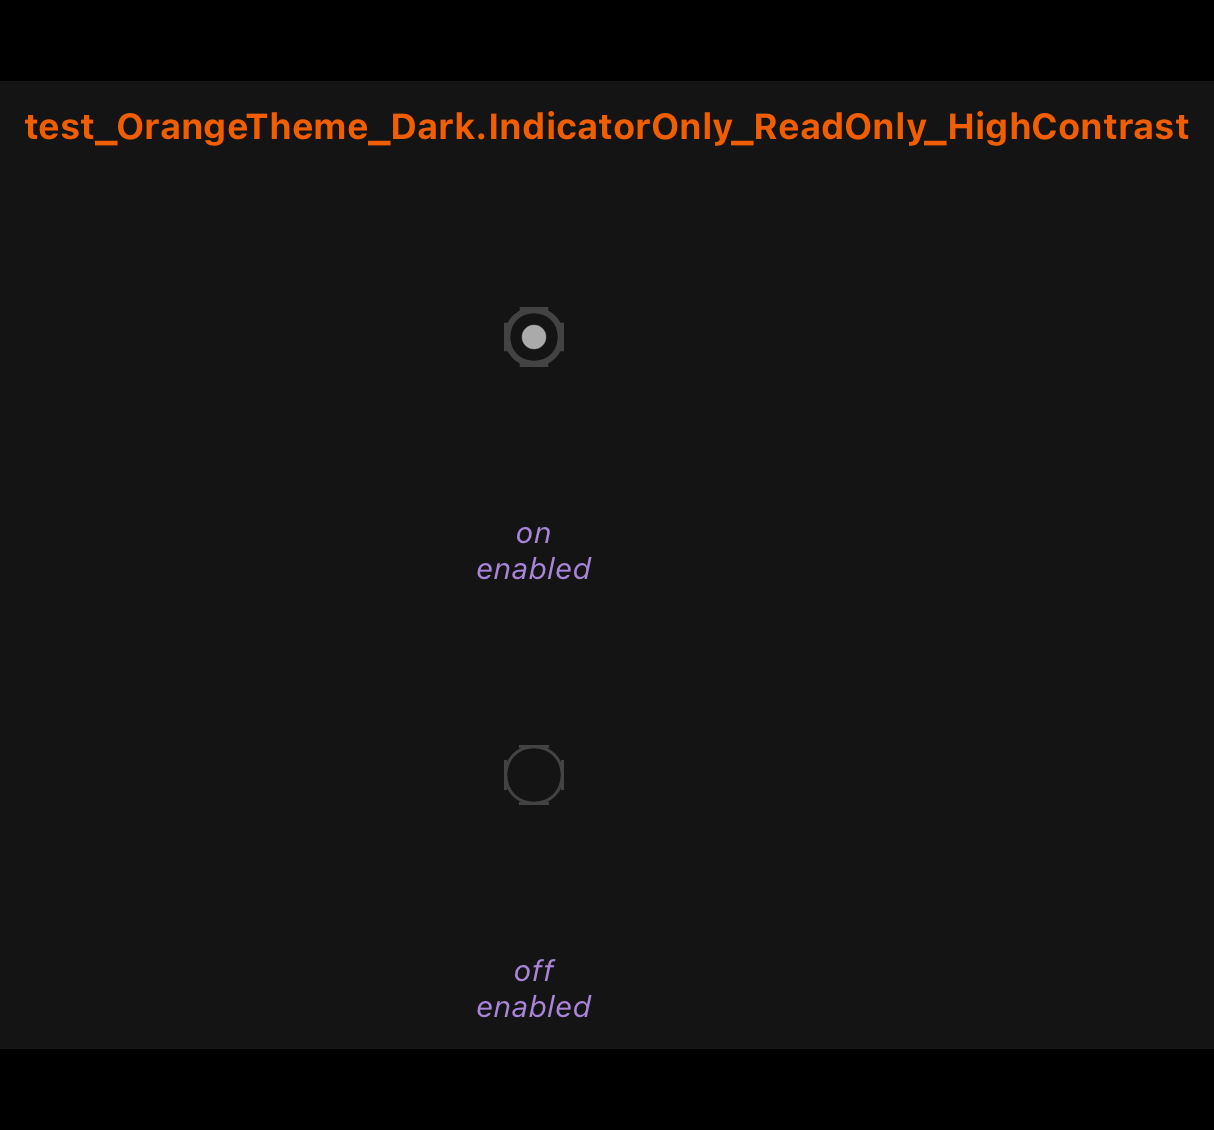 test_OrangeTheme_Dark.IndicatorOnly_ReadOnly_HighContrast
on
enabled
off
enabled